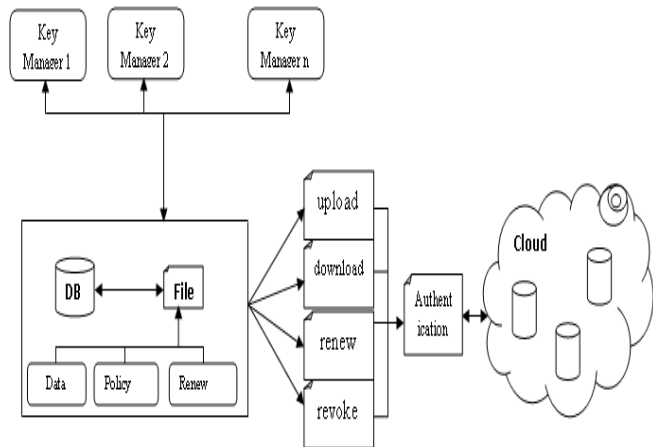 Key
Manager 1
Key
Manager 2
Key
Manager n
upload
download
renew
revoke
DB
File
Data
Policy
Renew
Authent
ication
Cloud